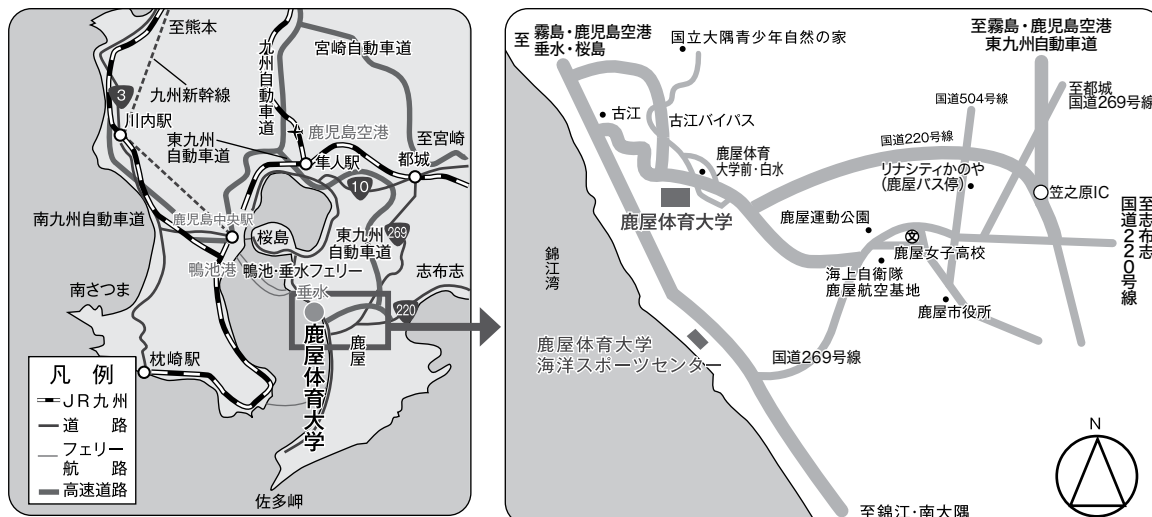 至熊本
九州自動車道
宮崎自動車道
3
九州新幹線
川内駅
鹿児島空港
東九州
自動車道
隼人駅
至宮崎
都城
10
南九州自動車道
鹿児島中央駅
桜島
東九州
自動車道
269
鴨池港
鴨池・垂水フェリー
志布志
垂水
南さつま
220
鹿屋
鹿屋体育大学
枕崎駅
佐多岬
凡 例
JR九州
道 路
フェリー
航 路
高速道路
至 霧島・鹿児島空港
垂水・桜島
国立大隅青少年自然の家
至霧島・鹿児島空港
東九州自動車道
至都城
国道269号線
国道504号線
古江
古江バイパス
国道220号線
鹿屋体育
大学前・白水
リナシティかのや
(鹿屋バス停)
笠之原IC
鹿屋体育大学
鹿屋運動公園
至志布志
国道220号線
文
鹿屋女子高校
錦江湾
海上自衛隊
鹿屋航空基地
鹿屋市役所
鹿屋体育大学
海洋スポーツセンター
国道269号線
N
至錦江・南大隅